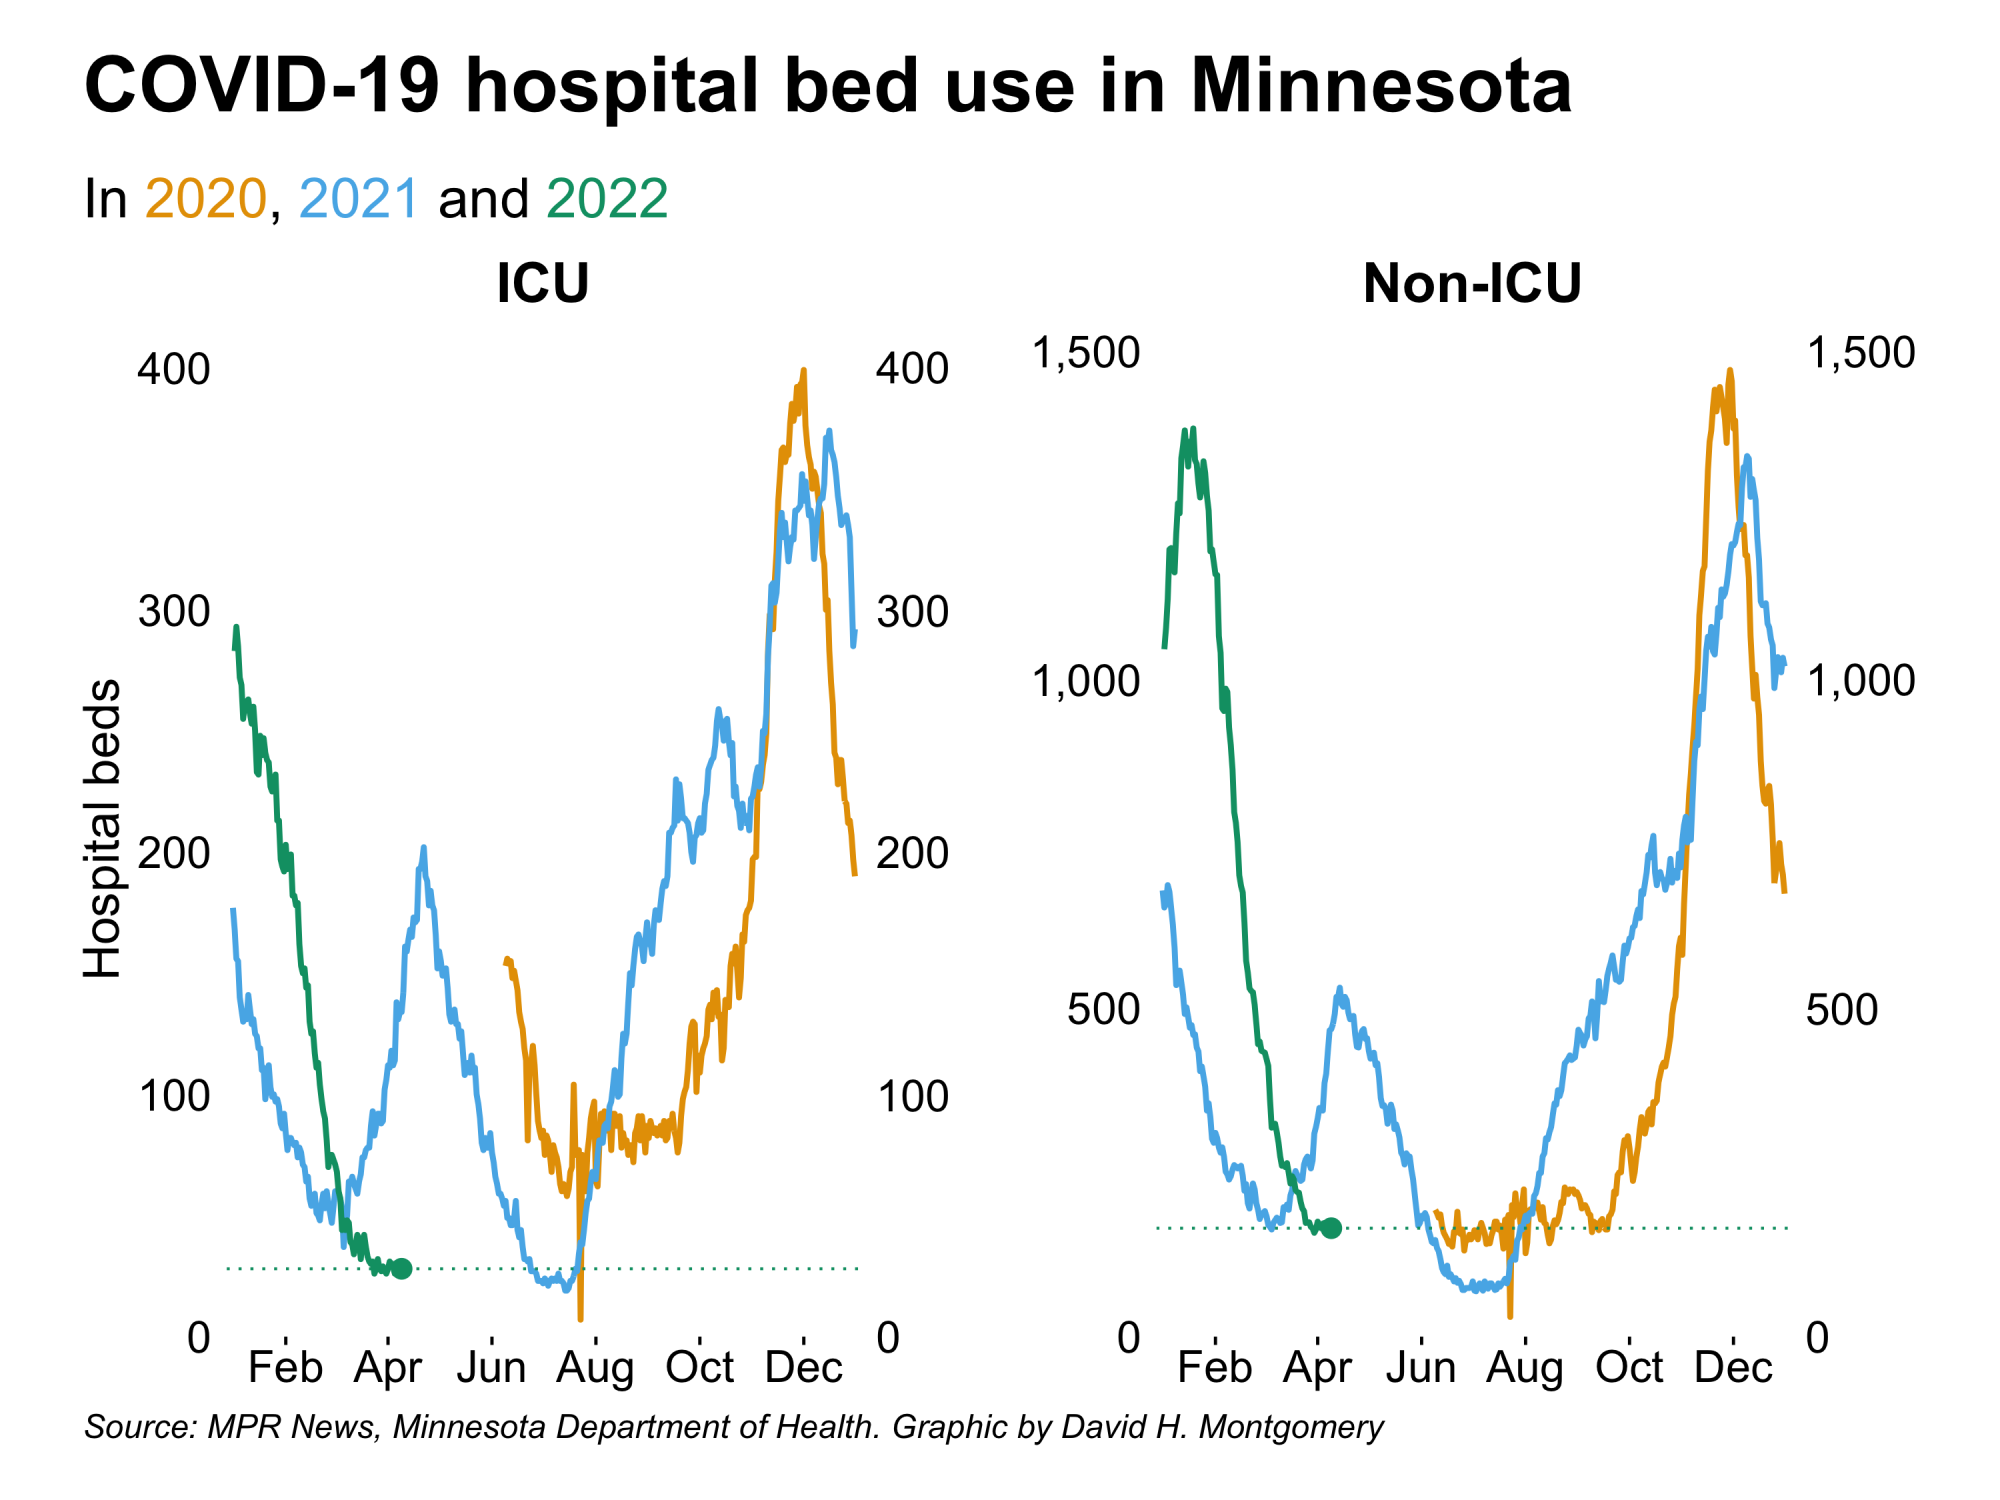 COVID-19 hospital bed use in Minnesota
In 2020, 2021 and 2022
ICU
Non-ICU
Hospital beds
400
300
200
100
0
400
300
200
100
0
Feb Apr Jun Aug Oct Dec
1,500
1,000
500
0
1,500
1,000
500
0
Feb Apr Jun Aug Oct Dec
Source: MPR News, Minnesota Department of Health. Graphic by David H. Montgomery